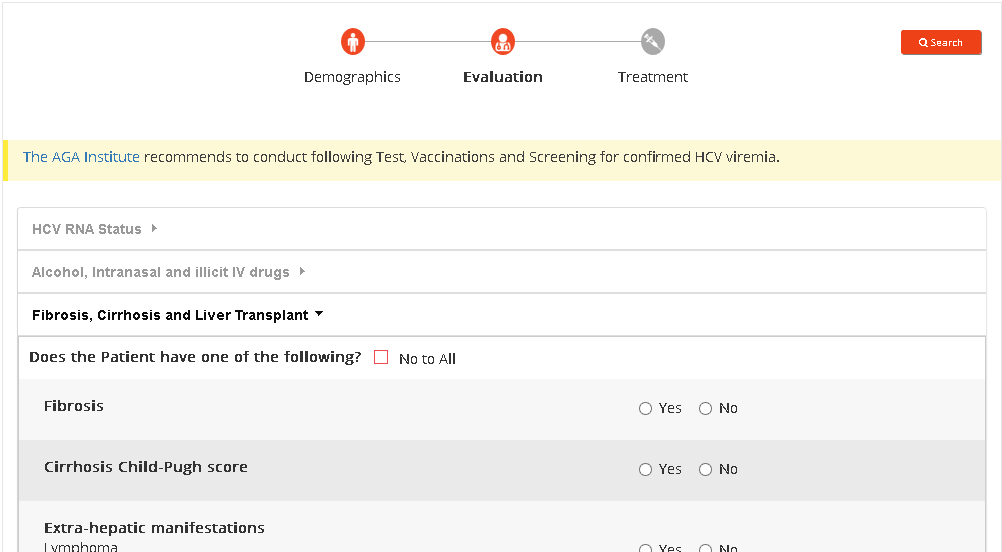 Demographics
Evaluation
Treatment
Search
The AGA Institute recommends to conduct following Test, Vaccinations and Screening for confirmed HCV viremia.
HCV RNA Status
Alcohol, Intranasal and illicit IV drugs
Fibrosis, Cirrhosis and Liver Transplant
Does the Patient have one of the following? No to All
Fibrosis Yes No
Cirrhosis Child-Pugh score Yes No
Extra-hepatic manifestations
Lymphoma Yes No